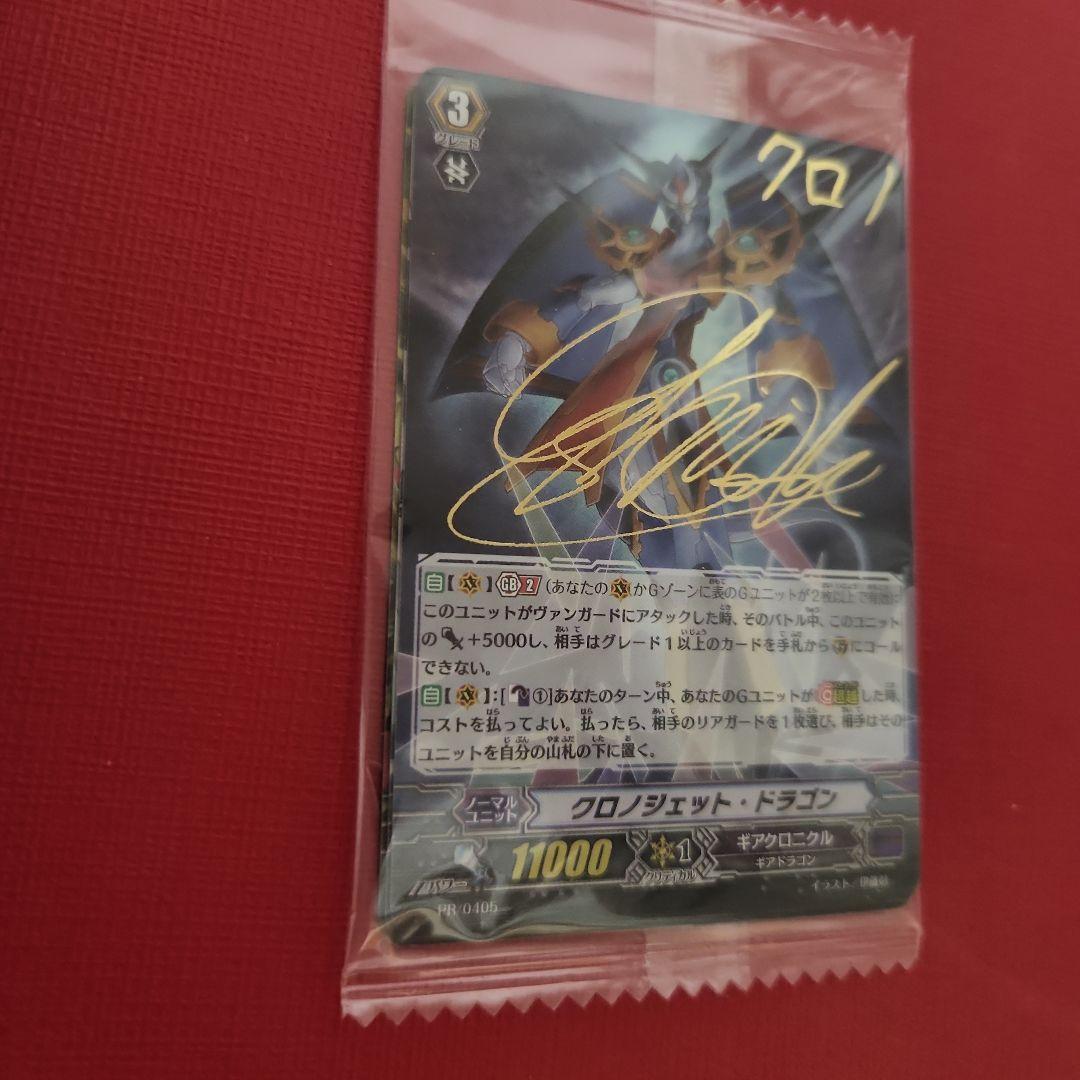 3
グレード
クロノ
自【 】GB 2 (あなたの かGゾーンに表のGユニットが2枚以上で有効)
このユニットがヴァンガードにアタックした時、そのバトル中、このユニット
の +5000し、相手はグレード1以上のカードを手札から にコール
できない。
自【 】:[ ①]あなたのターン中、あなたのGユニットが 超越 した時、
コストを払ってよい。払ったら、相手のリアガードを1枚選び、相手はその
ユニットを自分の山札の下に置く。
ノーマル
ユニット
クロノジェット・ドラゴン
パワー
11000
1
クリティカル
ギアクロニクル
ギアドラゴン
イラスト/伊藤彰
PR/0405